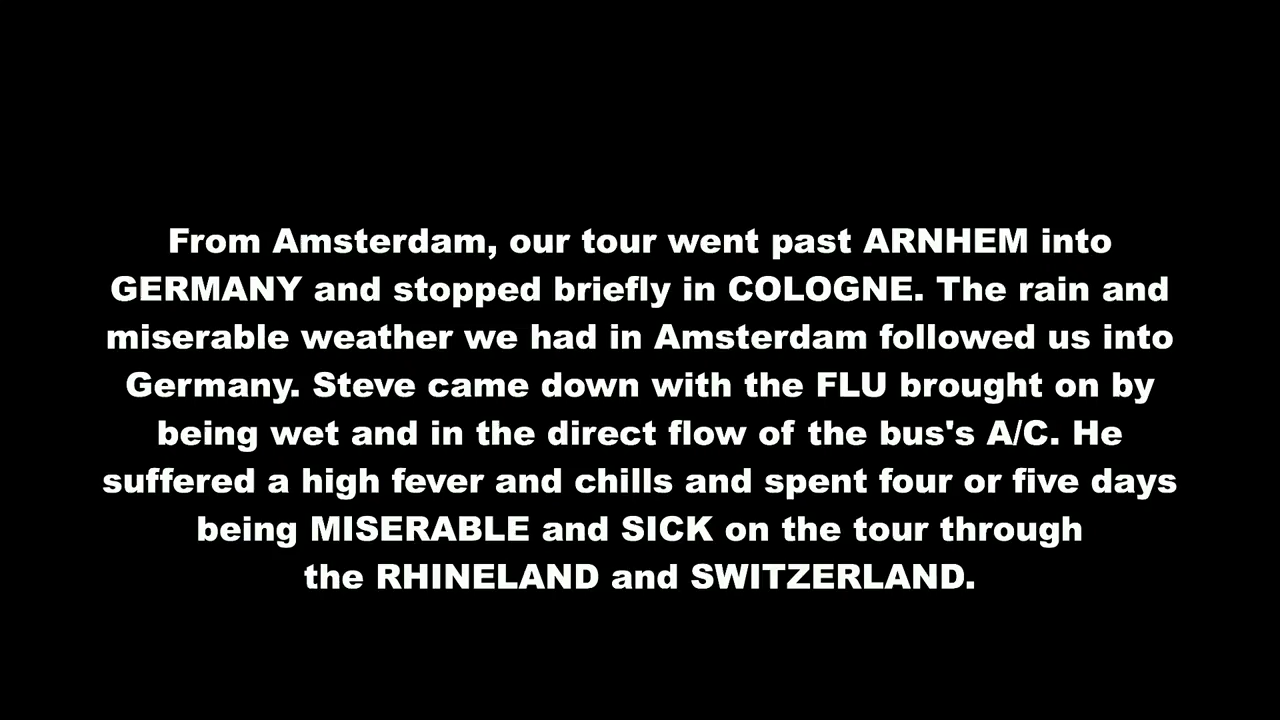 From Amsterdam, our tour went past ARNHEM into
GERMANY and stopped briefly in COLOGNE. The rain and
miserable weather we had in Amsterdam followed us into
Germany. Steve came down with the FLU brought on by
being wet and in the direct flow of the bus's A/C. He
suffered a high fever and chills and spent four or five days
being MISERABLE and SICK on the tour through
the RHINELAND and SWITZERLAND.